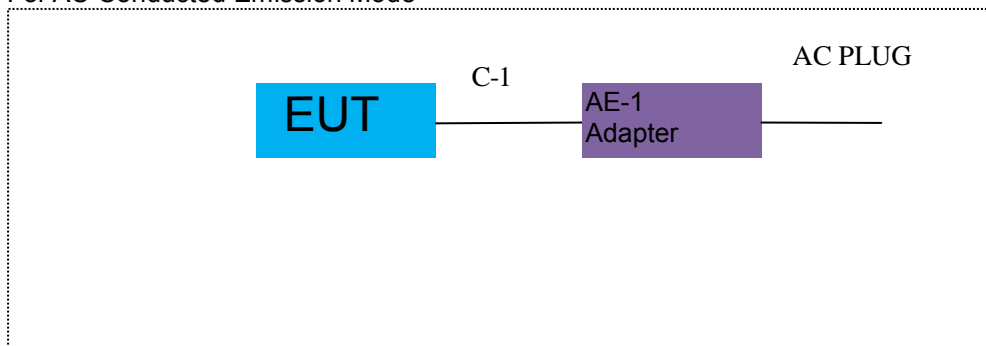 For AC Conducted Emission Mode
AC PLUG
C-1
EUT
AE-1
Adapter